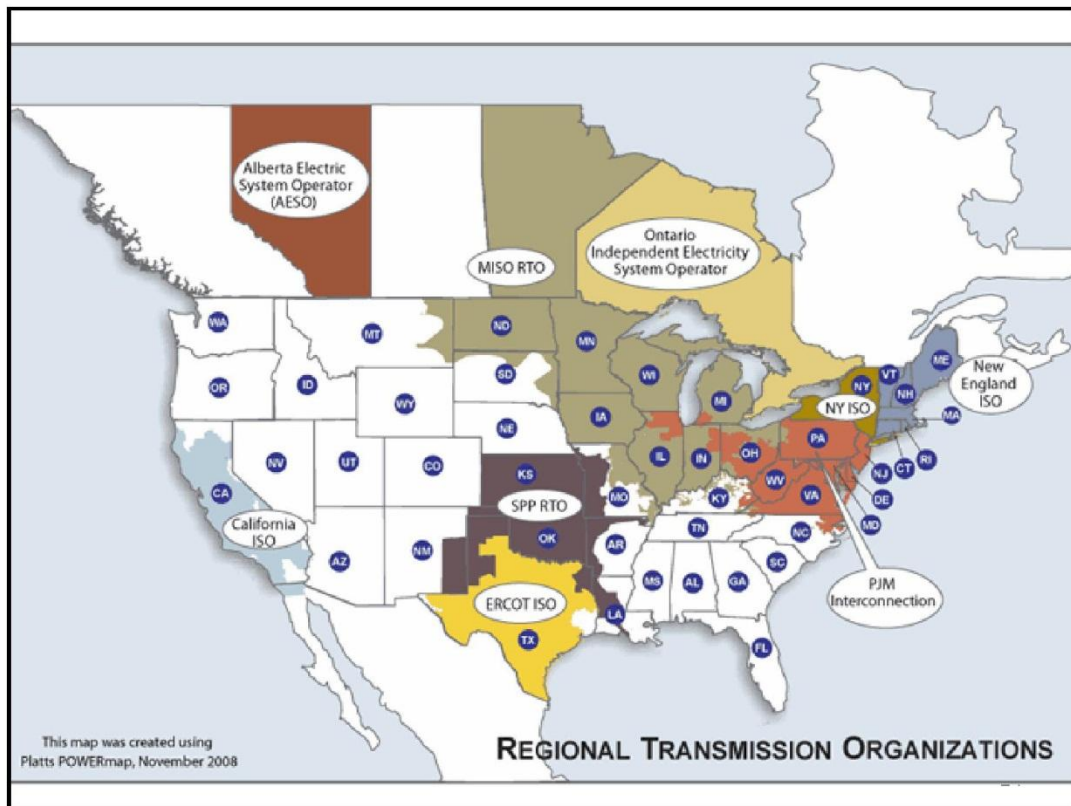 Alberta Electric
System Operator
(AESO)
Ontario
Independent Electricity
System Operator
MISO RTO
WA
MT
ND
MN
OR
ID
SD
WI
MI
VT
ME
NY
NH
New
England
ISO
WY
IA
NY ISO
MA
NE
PA
NV
UT
CO
IL
IN
OH
RI
CT
NJ
KS
WV
CA
MO
KY
VA
DE
SPP RTO
MD
California
ISO
OK
TN
NC
AZ
NM
AR
SC
MS
AL
GA
PJM
Interconnection
ERCOT ISO
LA
TX
FL
This map was created using
Platts POWERmap, November 2008
REGIONAL TRANSMISSION ORGANIZATIONS